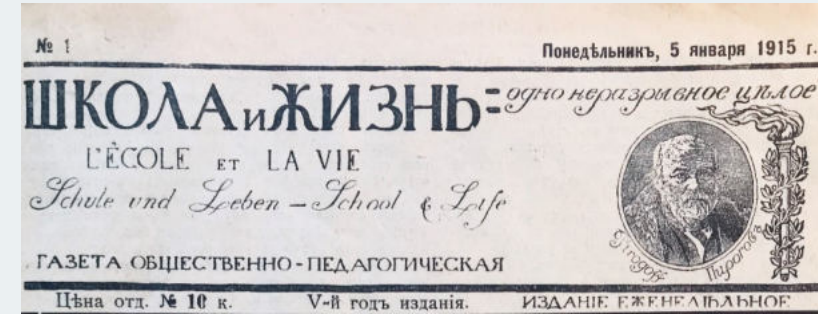 № 1
Понедѣльникъ, 5 января 1915 г.
ШКОЛА и ЖИЗНЬ = одно неразрывное цѣлое
L'ÉCOLE ET LA VIE
Schule und Leben – School & Life
Pirogoff Пироговъ
ГАЗЕТА ОБЩЕСТВЕННО-ПЕДАГОГИЧЕСКАЯ
Цѣна отд. № 10 к. V-й годъ изданія. ИЗДАНІЕ ЕЖЕНЕДѢЛЬНОЕ